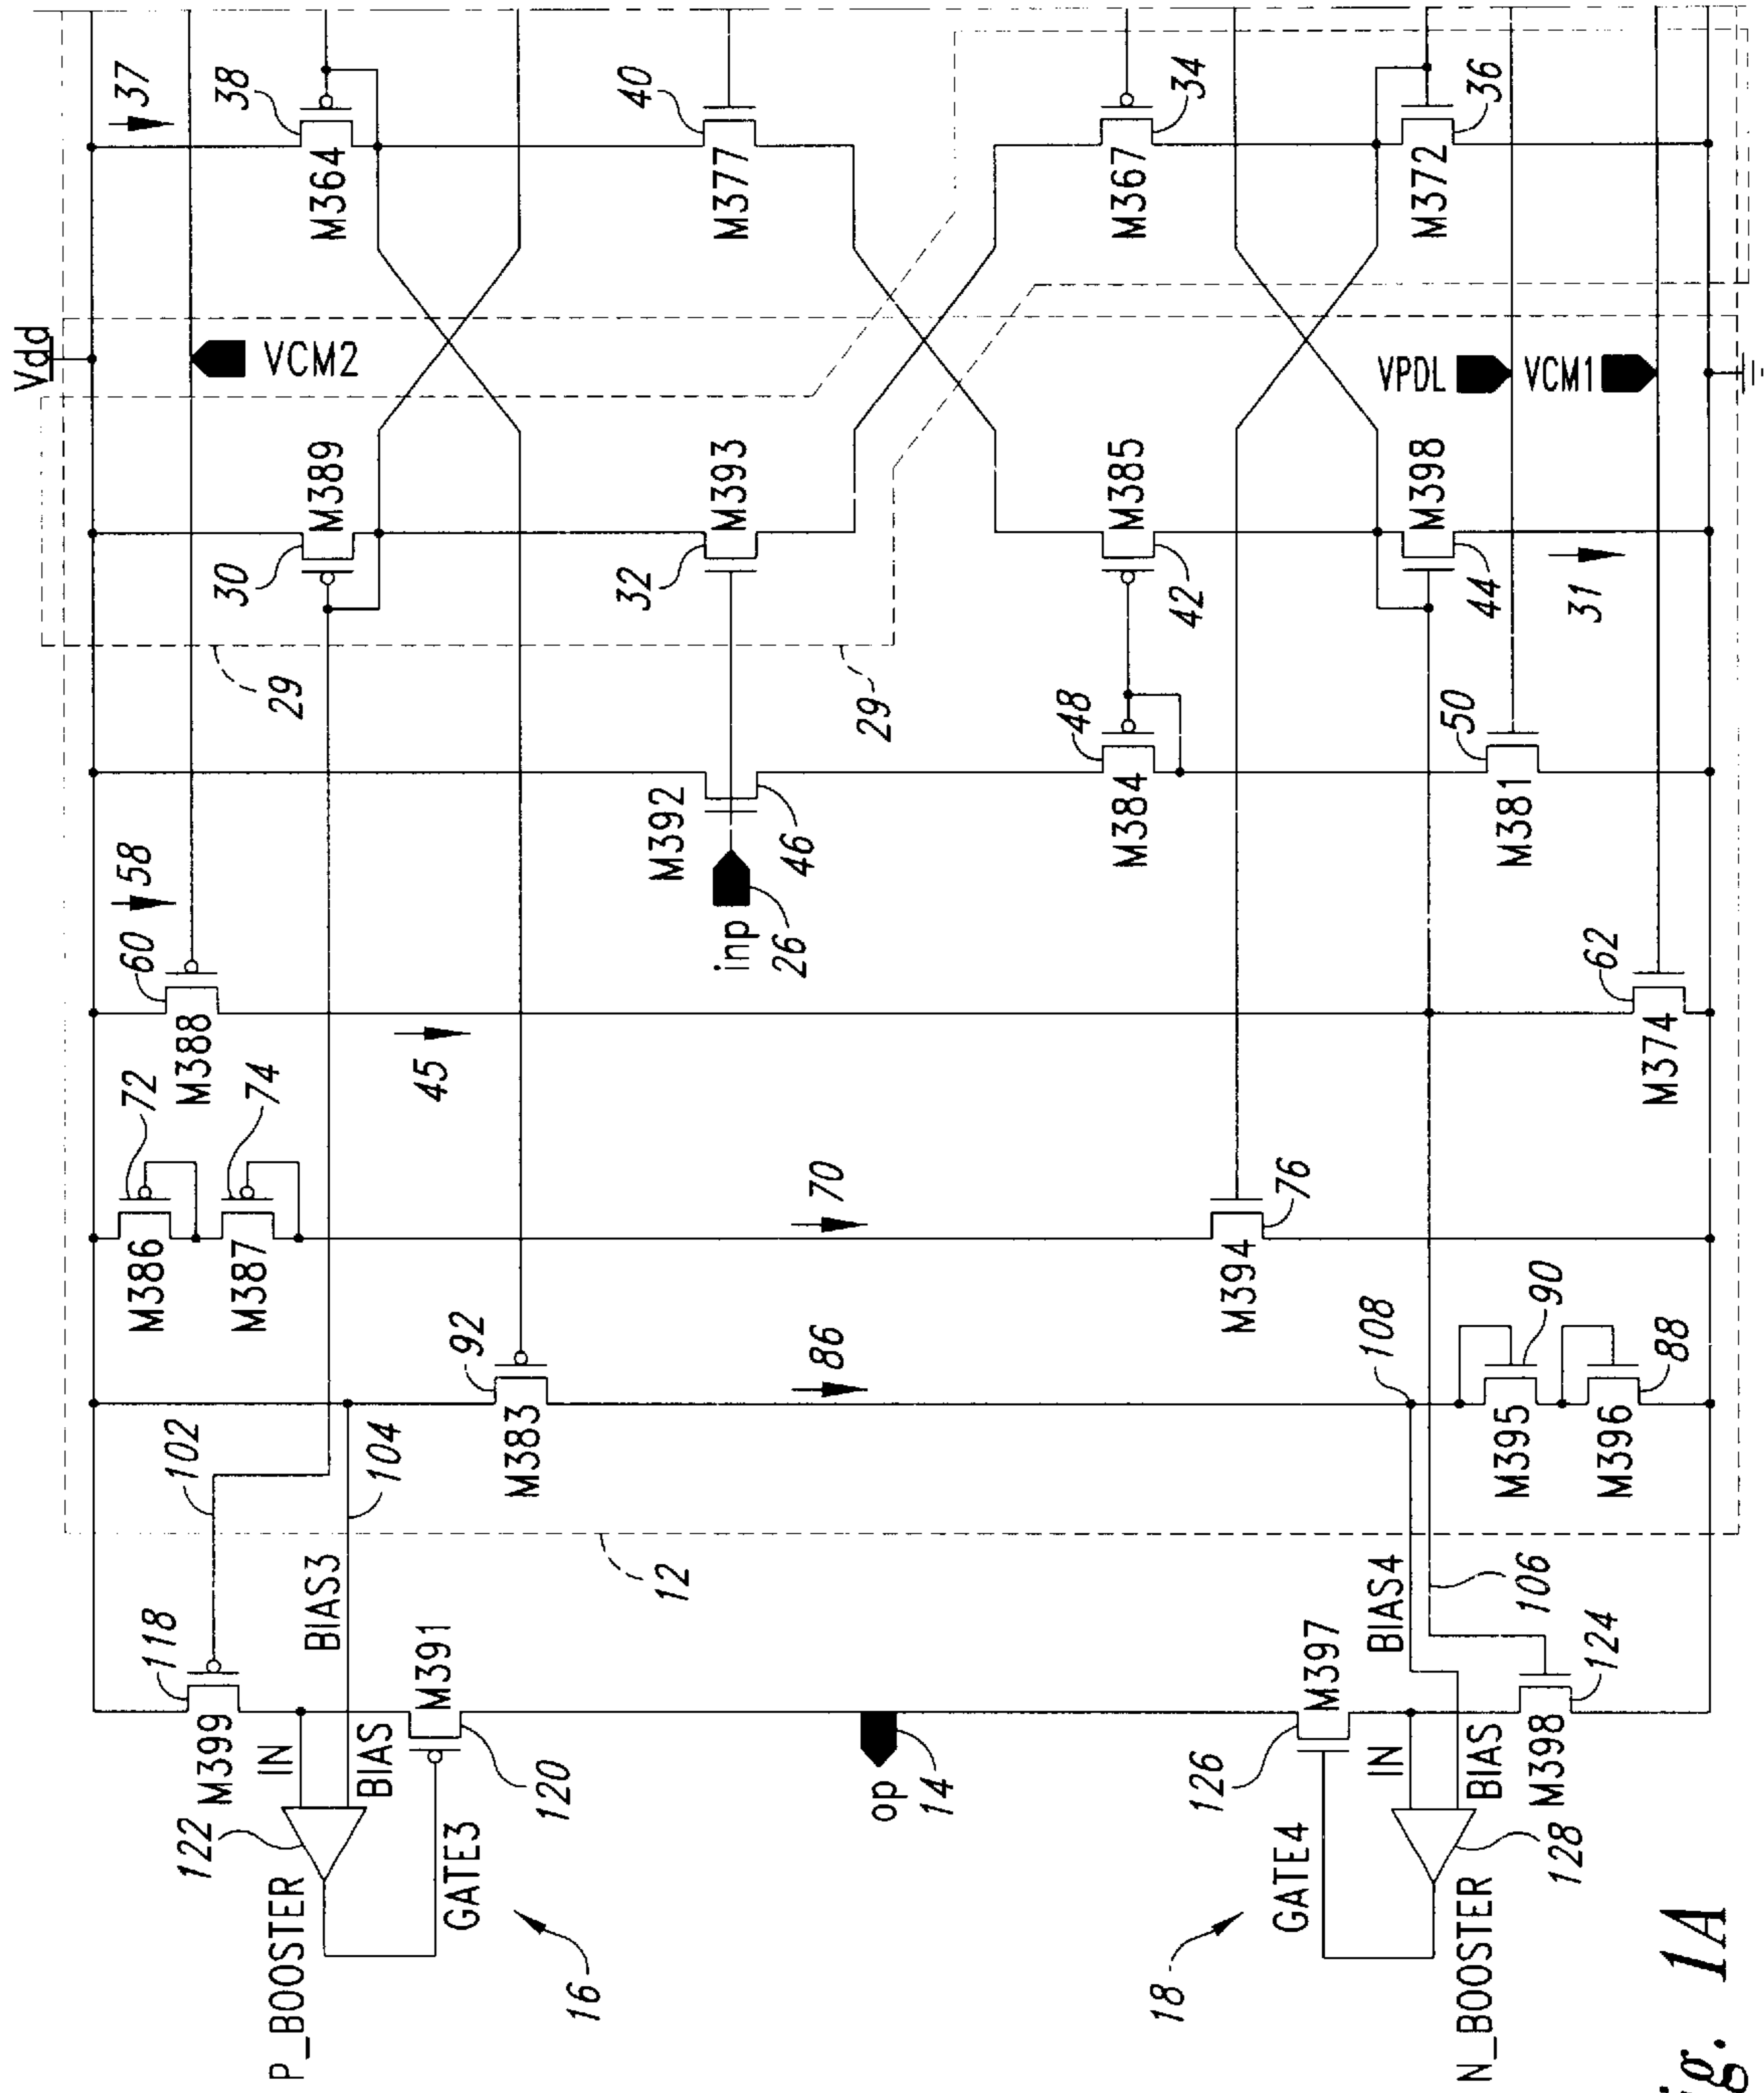 Vdd
37
38
M364
40
M377
34
M367
36
M372
VCM2
VPDL
VCM1
30
M389
32
M393
M385
42
M398
44
31
29
29
58
60
M388
45
M392
46
inp
26
48
M384
50
M381
62
M374
72
74
M386
M387
70
M394
76
92
M383
86
108
90
88
M395
M396
102
104
12
118
M399
BIAS3
IN
BIAS
M391
120
122
P_BOOSTER
GATE3
16
op
14
126
M397
BIAS4
106
IN
BIAS
M398
124
128
N_BOOSTER
GATE4
18
ig. 1A